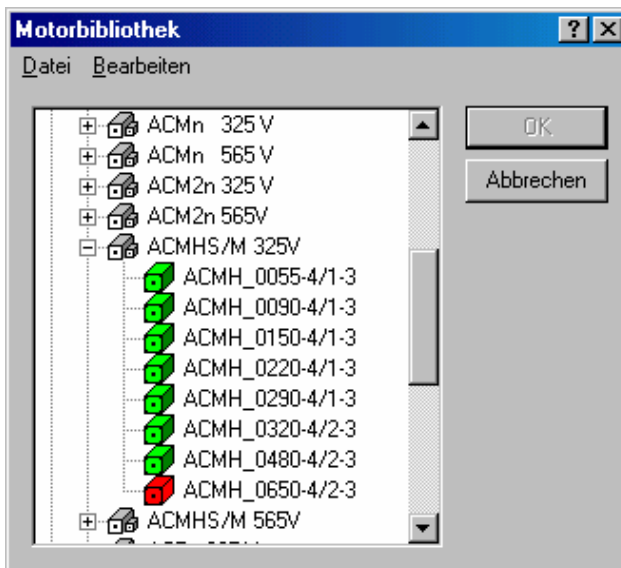 Motorbibliothek
Datei Bearbeiten
ACMn 325 V
ACMn 565 V
ACM2n 325 V
ACM2n 565V
ACMHS/M 325V
ACMH_0055-4/1-3
ACMH_0090-4/1-3
ACMH_0150-4/1-3
ACMH_0220-4/1-3
ACMH_0290-4/1-3
ACMH_0320-4/2-3
ACMH_0480-4/2-3
ACMH_0650-4/2-3
ACMHS/M 565V
OK
Abbrechen